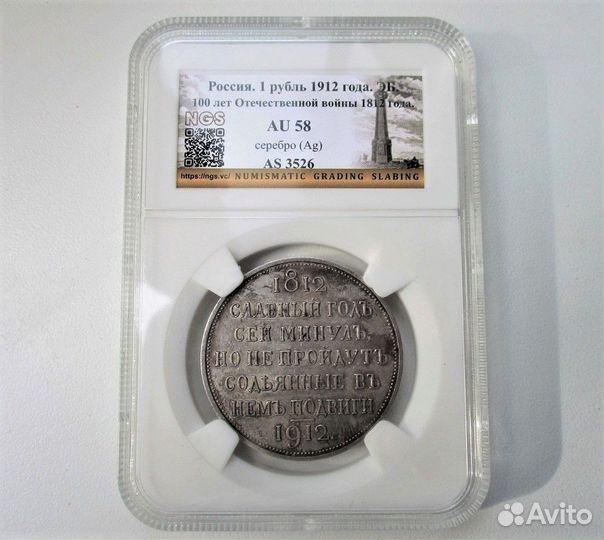 Россия. 1 рубль 1912 года. ЭБ.
100 лет Отечественной войны 1812 года.
NGS
AU 58
серебро (Ag)
AS 3526
https://ngs.vc/ NUMISMATIC GRADING SLABING
1812
СЛАВНЫЙ ГОДЪ
СЕЙ МИНУЛЪ,
НО НЕ ПРОЙДУТЪ
СОДѢЯННЫЕ ВЪ
НЕМЪ ПОДВИГИ
1912.
Avito